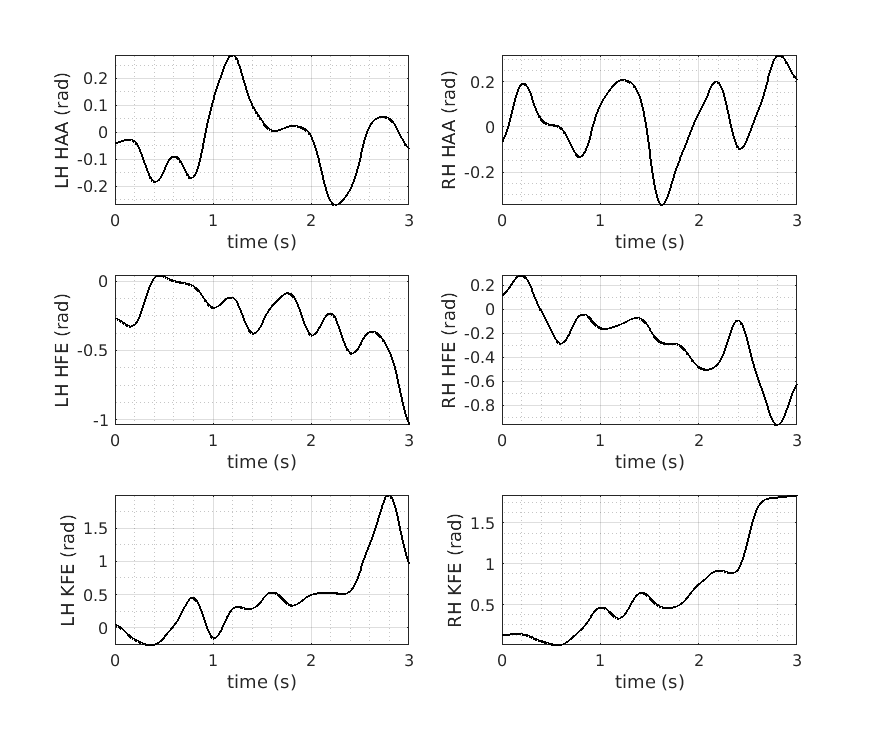 LH HAA (rad)
0.2
0.1
0
-0.1
-0.2
0 1 2 3
time (s)
RH HAA (rad)
0.2
0
-0.2
0 1 2 3
time (s)
LH HFE (rad)
0
-0.5
-1
0 1 2 3
time (s)
RH HFE (rad)
0.2
0
-0.2
-0.4
-0.6
-0.8
0 1 2 3
time (s)
LH KFE (rad)
1.5
1
0.5
0
0 1 2 3
time (s)
RH KFE (rad)
1.5
1
0.5
0 1 2 3
time (s)